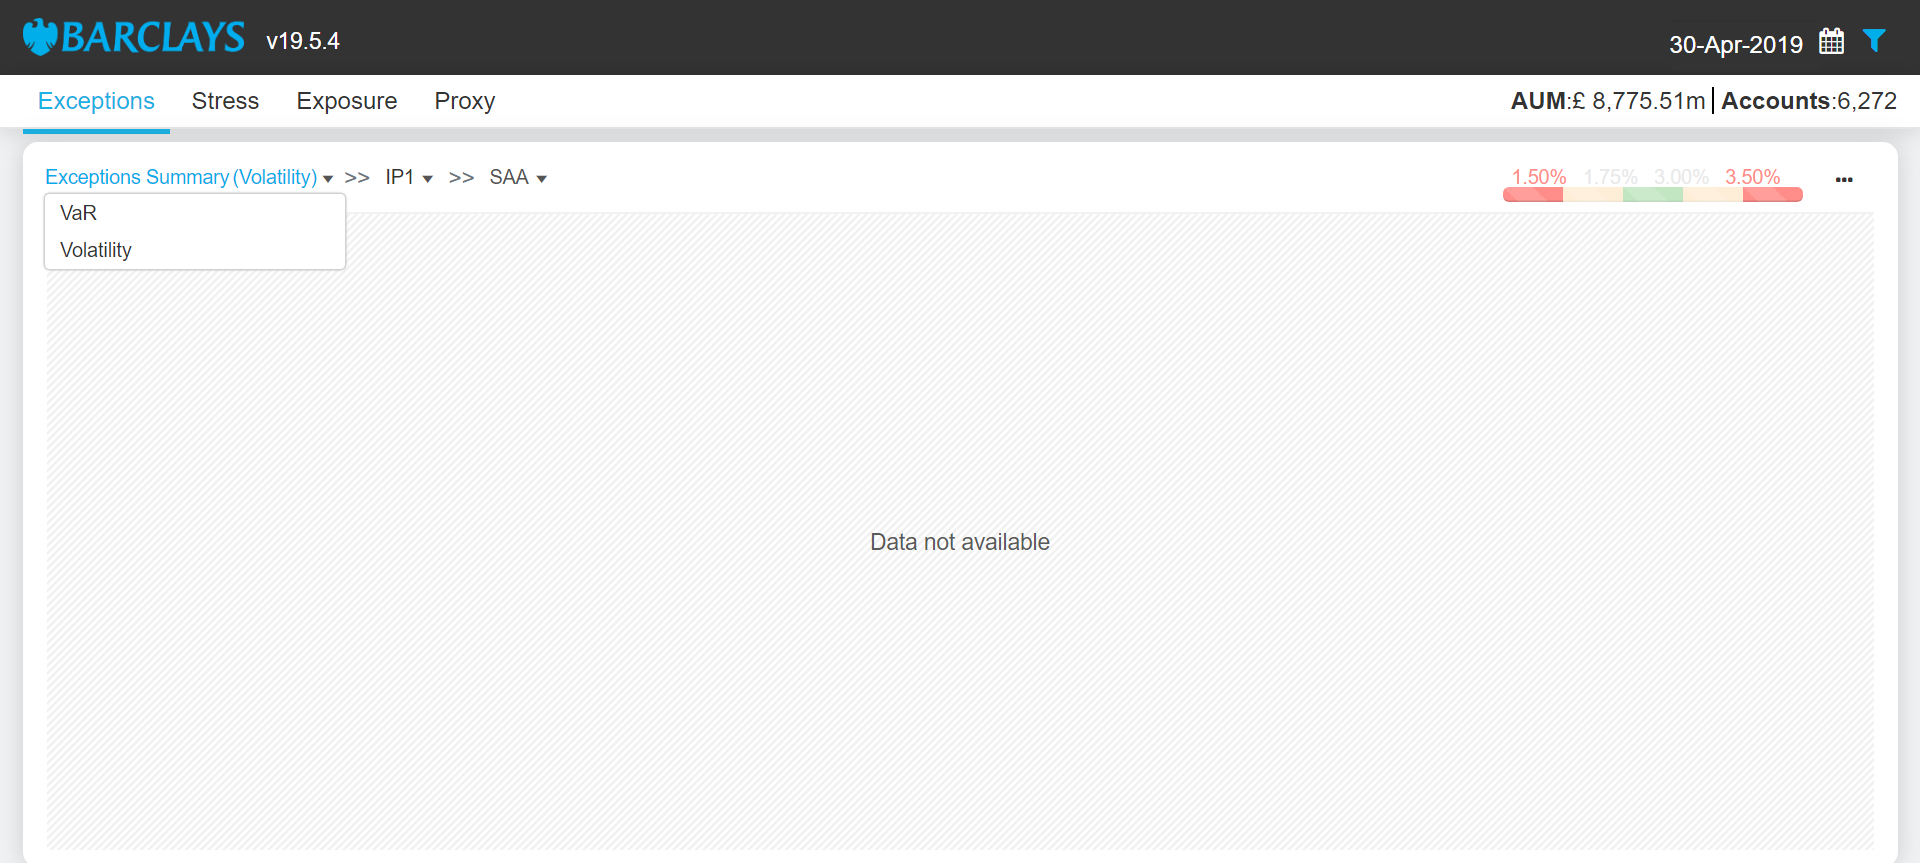 BARCLAYS v19.5.4 30-Apr-2019
Exceptions Stress Exposure Proxy AUM:£ 8,775.51m Accounts:6,272
Exceptions Summary (Volatility) >> IP1 >> SAA 1.50% 1.75% 3.00% 3.50% ...
VaR
Volatility
Data not available